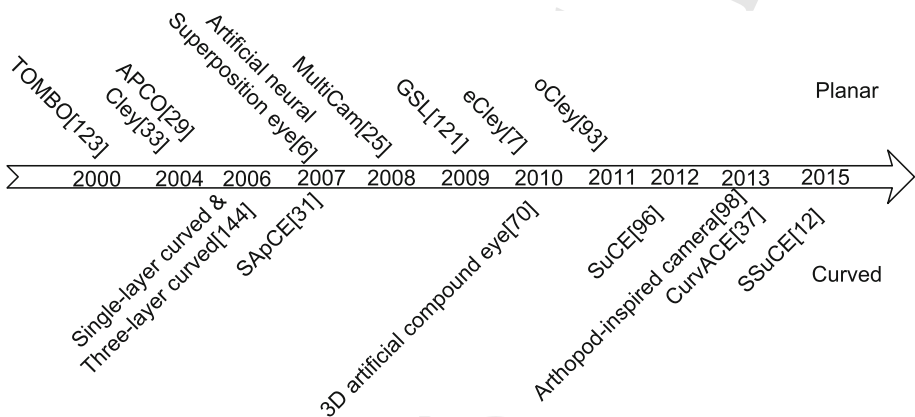 TOMBO[123]
APCO[29]
Cley[33]
Artificial neural
Superposition eye[6]
MultiCam[25]
GSL[121]
eCley[7]
oCley[93]
Planar
2000 2004 2006 2007 2008 2009 2010 2011 2012 2013 2015
Single-layer curved &
Three-layer curved[144]
SApCE[31]
3D artificial compound eye[70]
SuCE[96]
Arthopod-inspired camera[98]
CurvACE[37]
SSuCE[12]
Curved